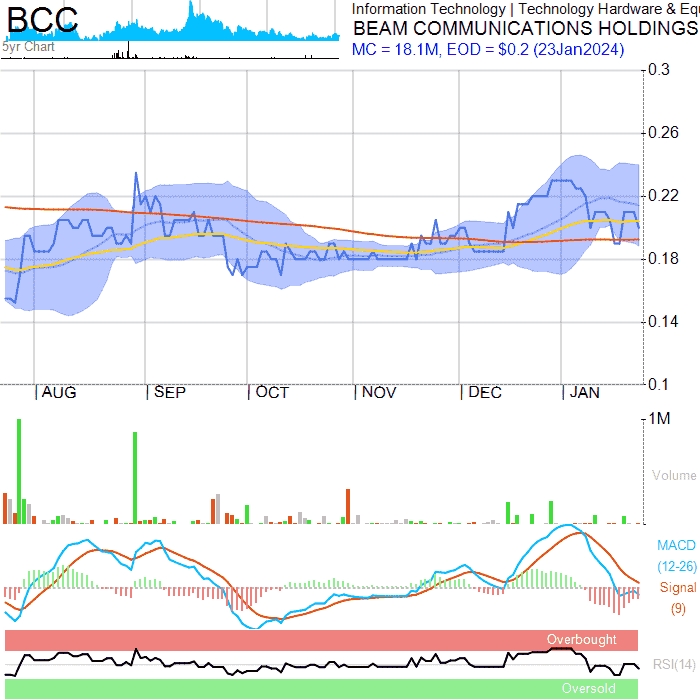 BCC
5yr Chart
Information Technology | Technology Hardware & Equ
BEAM COMMUNICATIONS HOLDINGS
MC = 18.1M, EOD = $0.2 (23Jan2024)
0.3
0.26
0.22
0.18
0.14
0.1
AUG SEP OCT NOV DEC JAN
1M
Volume
MACD
(12-26)
Signal
(9)
Overbought
RSI(14)
Oversold